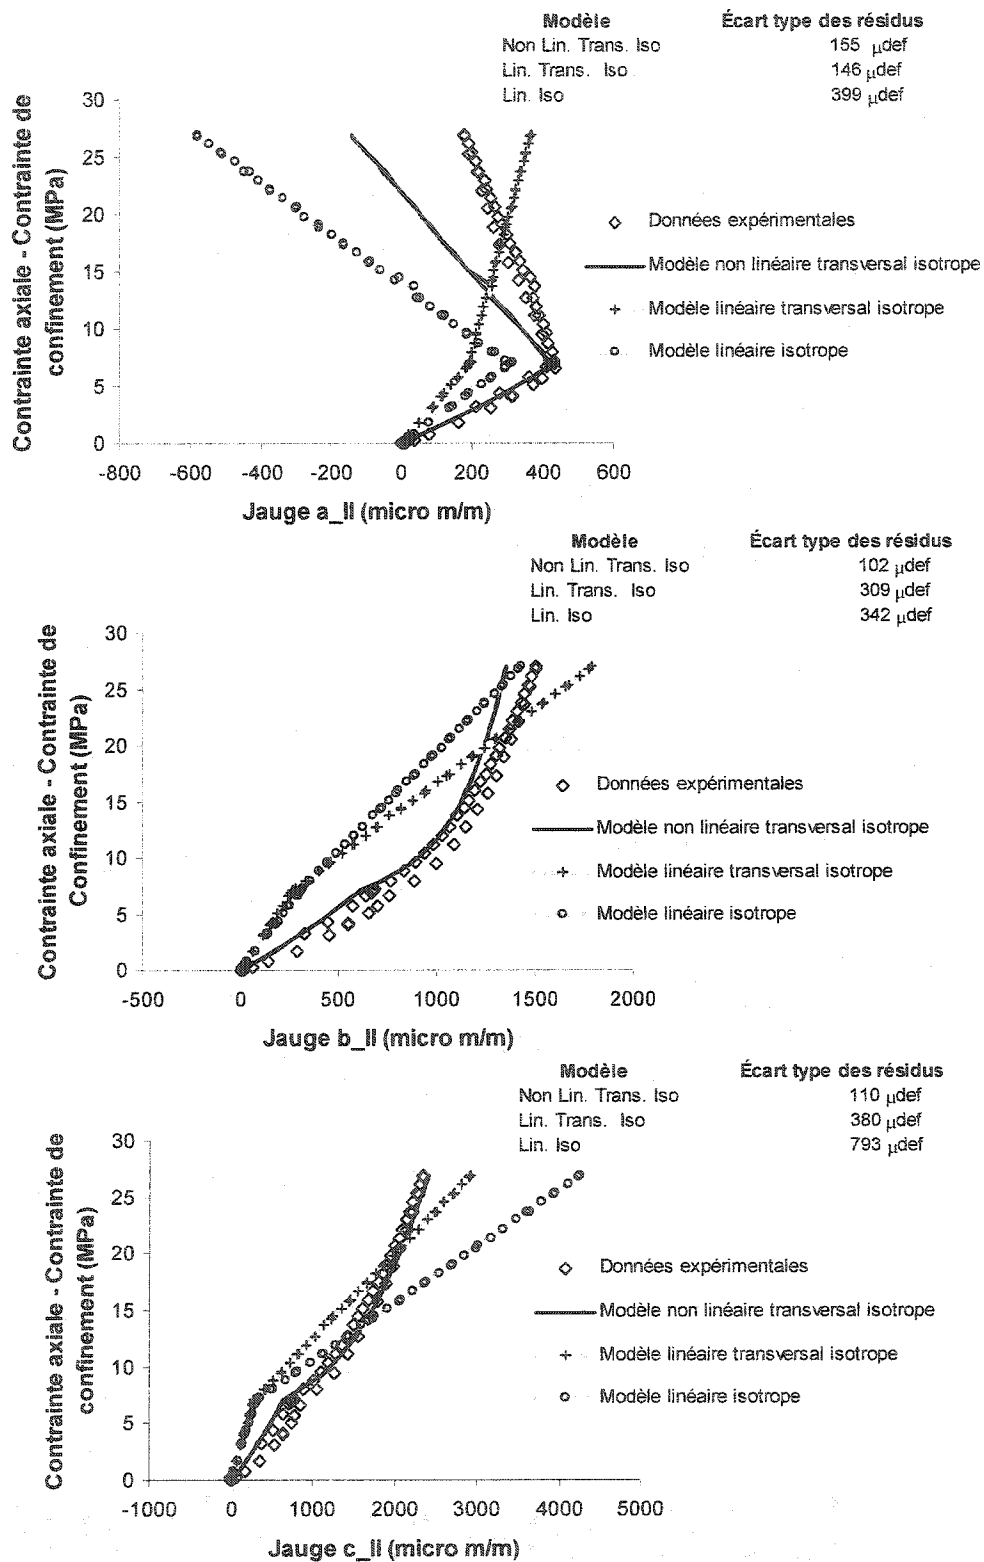 Modèle Écart type des résidus
Non Lin. Trans. Iso 155 μdef
Lin. Trans. Iso 146 μdef
Lin. Iso 399 μdef
Contrainte axiale - Contrainte de
confinement (MPa)
30
25
20
15
10
5
0
-800 -600 -400 -200 0 200 400 600
Jauge a_II (micro m/m)
Données expérimentales
Modèle non linéaire transversal isotrope
Modèle linéaire transversal isotrope
Modèle linéaire isotrope
Modèle Écart type des résidus
Non Lin. Trans. Iso 102 μdef
Lin. Trans. Iso 309 μdef
Lin. Iso 342 μdef
Contrainte axiale - Contrainte de
Confinement (MPa)
30
25
20
15
10
5
0
-500 0 500 1000 1500 2000
Jauge b_II (micro m/m)
Données expérimentales
Modèle non linéaire transversal isotrope
Modèle linéaire transversal isotrope
Modèle linéaire isotrope
Modèle Écart type des résidus
Non Lin. Trans. Iso 110 μdef
Lin. Trans. Iso 380 μdef
Lin. Iso 793 μdef
Contrainte axiale - Contrainte de
confinement (MPa)
30
25
20
15
10
5
0
-1000 0 1000 2000 3000 4000 5000
Jauge c_II (micro m/m)
Données expérimentales
Modèle non linéaire transversal isotrope
Modèle linéaire transversal isotrope
Modèle linéaire isotrope